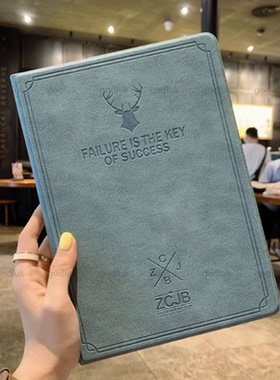 FAILURE IS THE KEY
OF SUCCESS
C
Z J
B
ZCJB